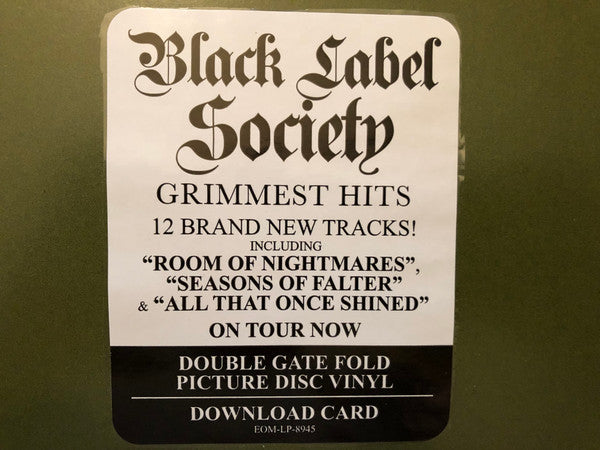 Black Label
Society
GRIMMEST HITS
12 BRAND NEW TRACKS!
INCLUDING
“ROOM OF NIGHTMARES”,
“SEASONS OF FALTER”
& “ALL THAT ONCE SHINED”
ON TOUR NOW
DOUBLE GATE FOLD
PICTURE DISC VINYL
DOWNLOAD CARD
EOM-LP-8945